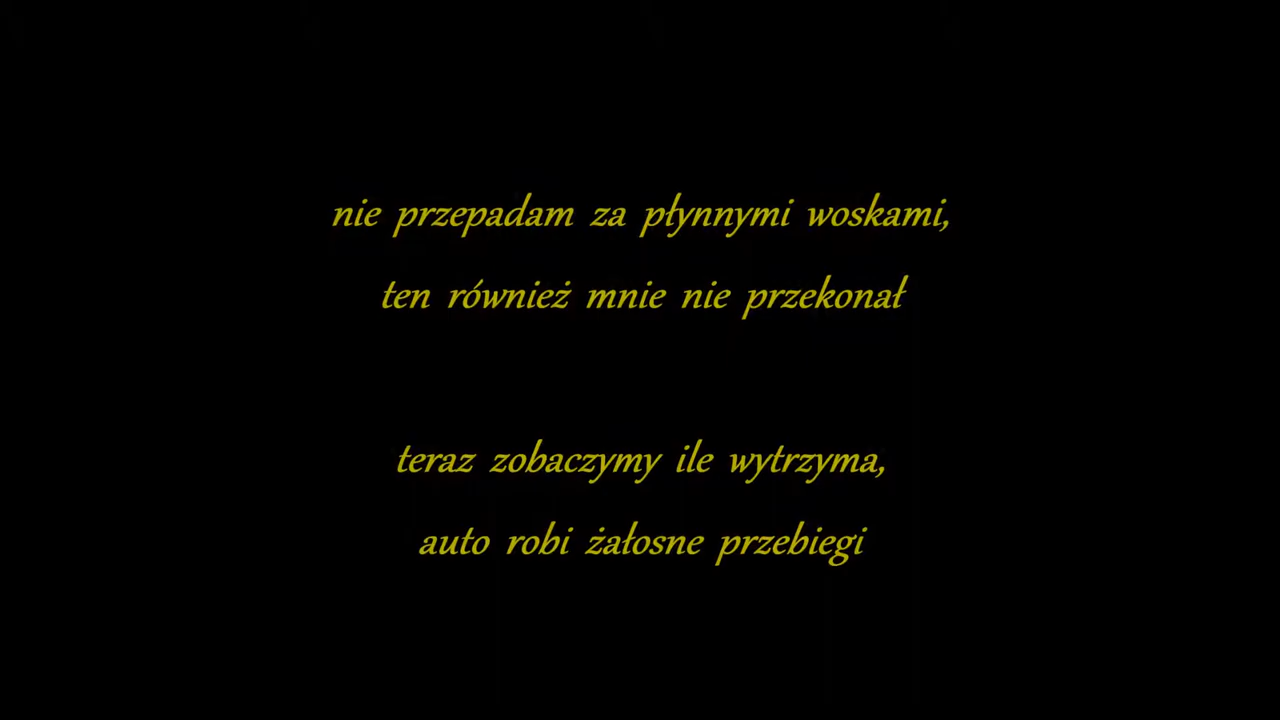 nie przepadam za płynnymi woskami,
ten również mnie nie przekonał
teraz zobaczymy ile wytrzyma,
auto robi żałosne przebiegi